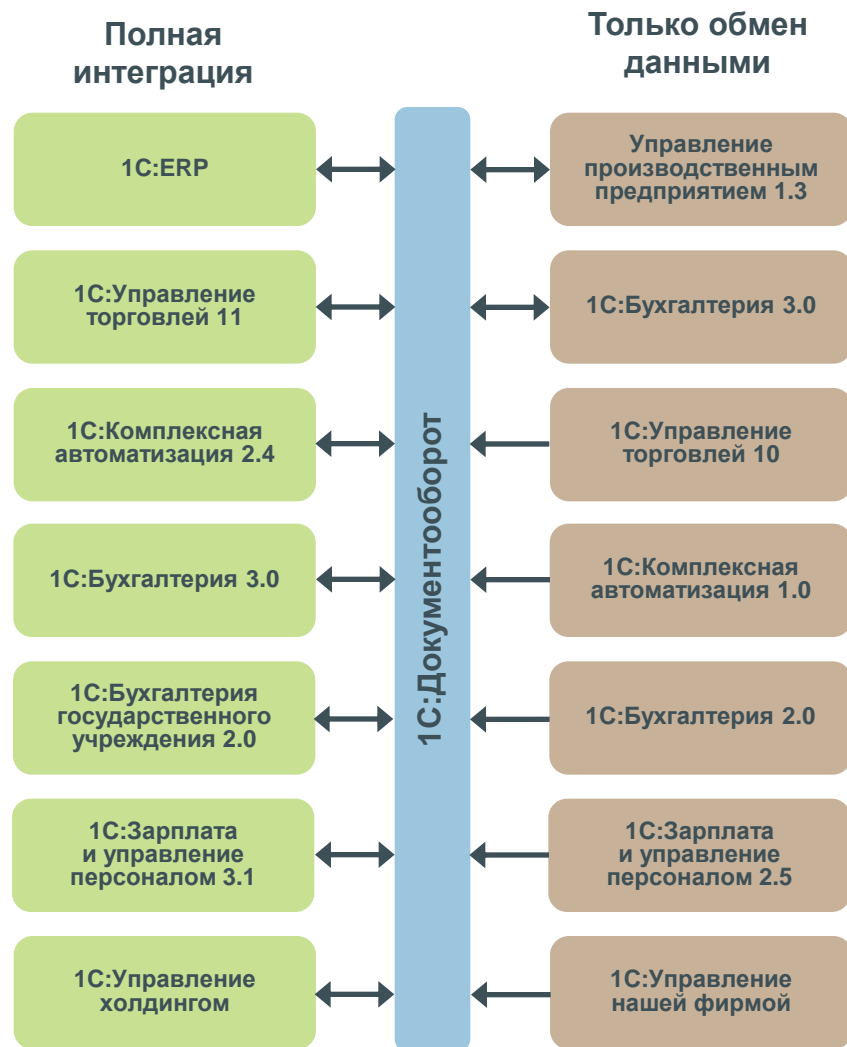 Полная
интеграция
Только обмен
данными
1С:ERP
Управление
производственным
предприятием 1.3
1С:Управление
торговлей 11
1С:Бухгалтерия 3.0
1С:Комплексная
автоматизация 2.4
1С:Управление
торговлей 10
1С:Бухгалтерия 3.0
1С:Комплексная
автоматизация 1.0
1С:Бухгалтерия
государственного
учреждения 2.0
1С:Бухгалтерия 2.0
1С:Зарплата
и управление
персоналом 3.1
1С:Зарплата
и управление
персоналом 2.5
1С:Управление
холдингом
1С:Управление
нашей фирмой
1С:Документооборот